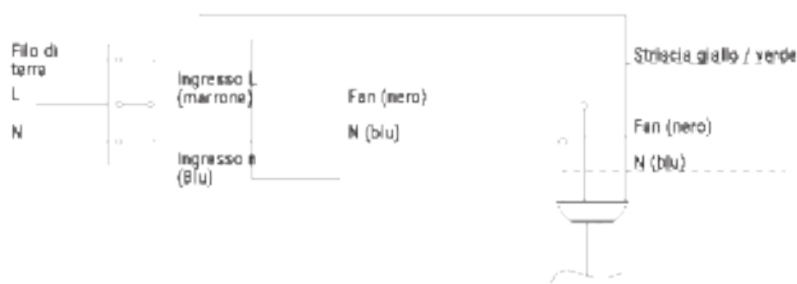 Filo di
terra
L
N
Ingresso L
(marrone)
Ingresso n
(Blu)
Fan (nero)
N (blu)
Striscia giallo / verde
Fan (nero)
N (blu)